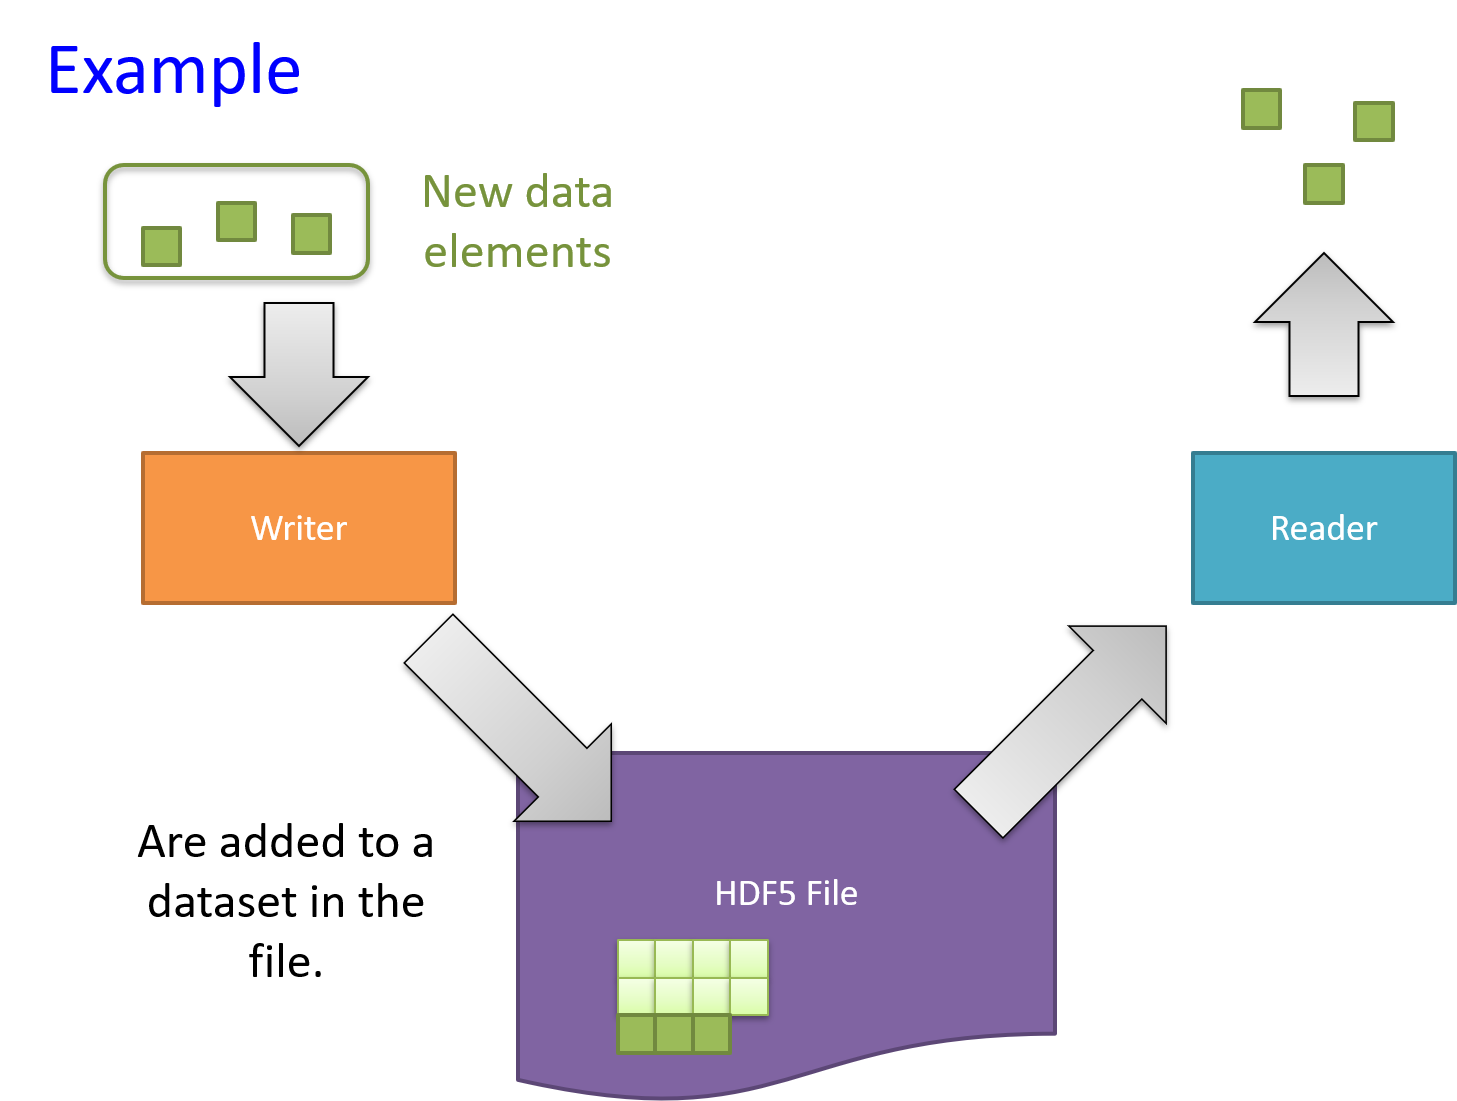 Example
New data
elements
Writer
Reader
Are added to a
dataset in the
file.
HDF5 File